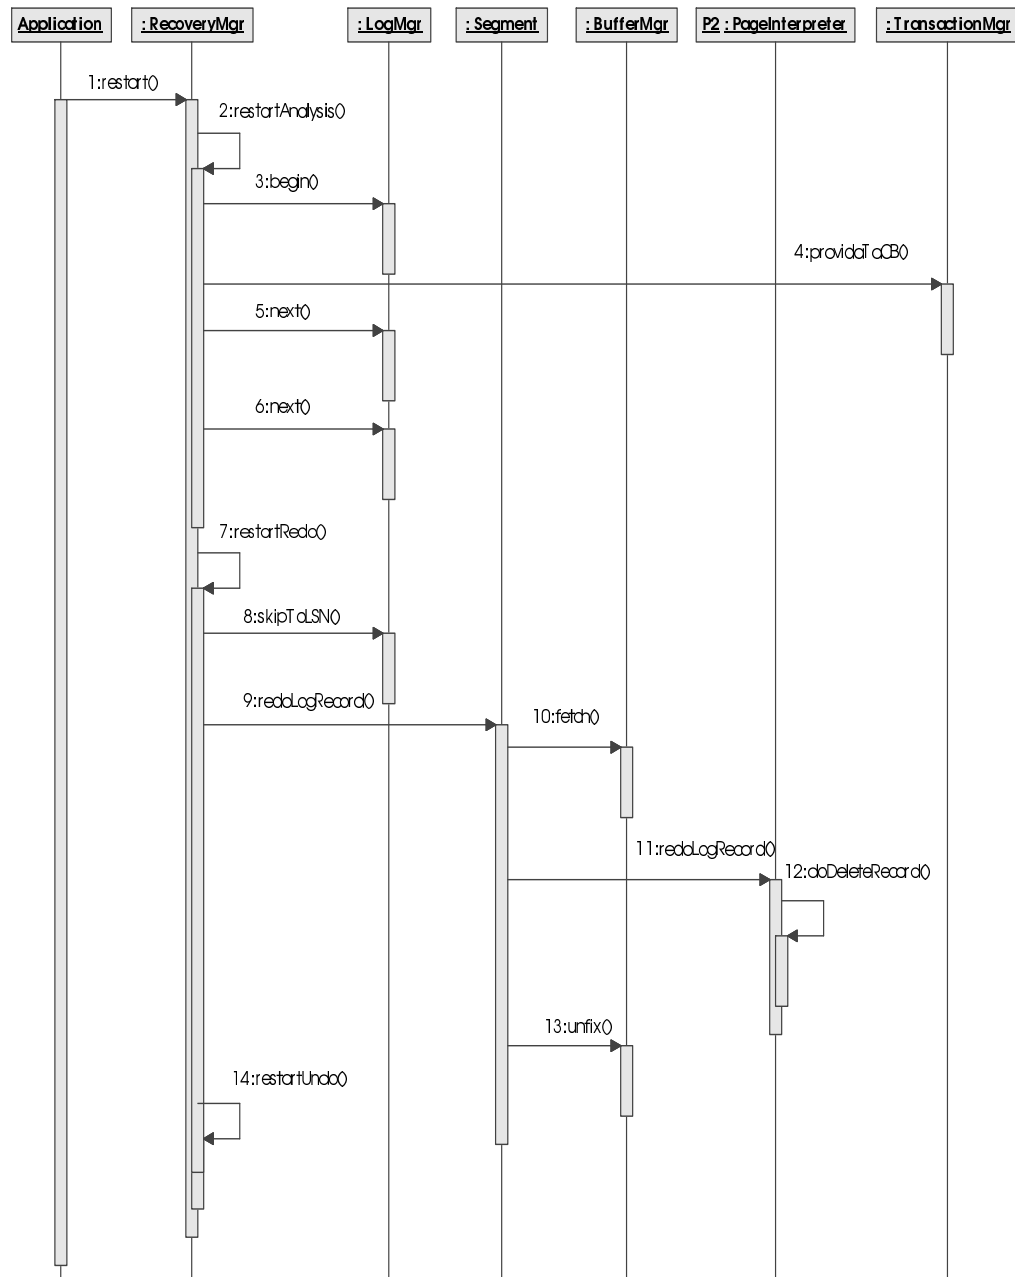 Application
: RecoveryMgr
: LogMgr
: Segment
: BufferMgr
P2 : PageInterpreter
: TransactionMgr
1:restart()
2:restartAnalysis()
3:begin()
4:providaTaCB()
5:next()
6:next()
7:restartRedo()
8:skipToLSN()
9:redoLogRecord()
10:fetch()
11:redoLogRecord()
12:doDeleteRecord()
13:unfix()
14:restartUndo()